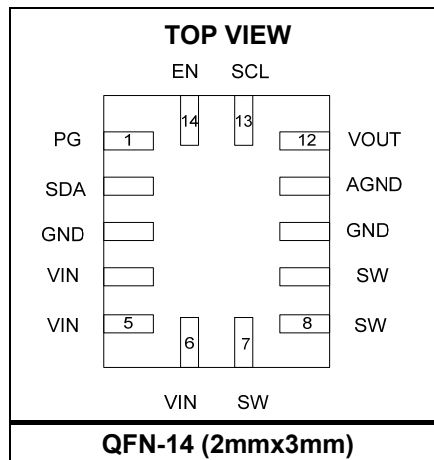 TOP VIEW
EN SCL
14 13
PG 1 12 VOUT
SDA AGND
GND GND
VIN SW
VIN 5 8 SW
6 7
VIN SW
QFN-14 (2mmx3mm)